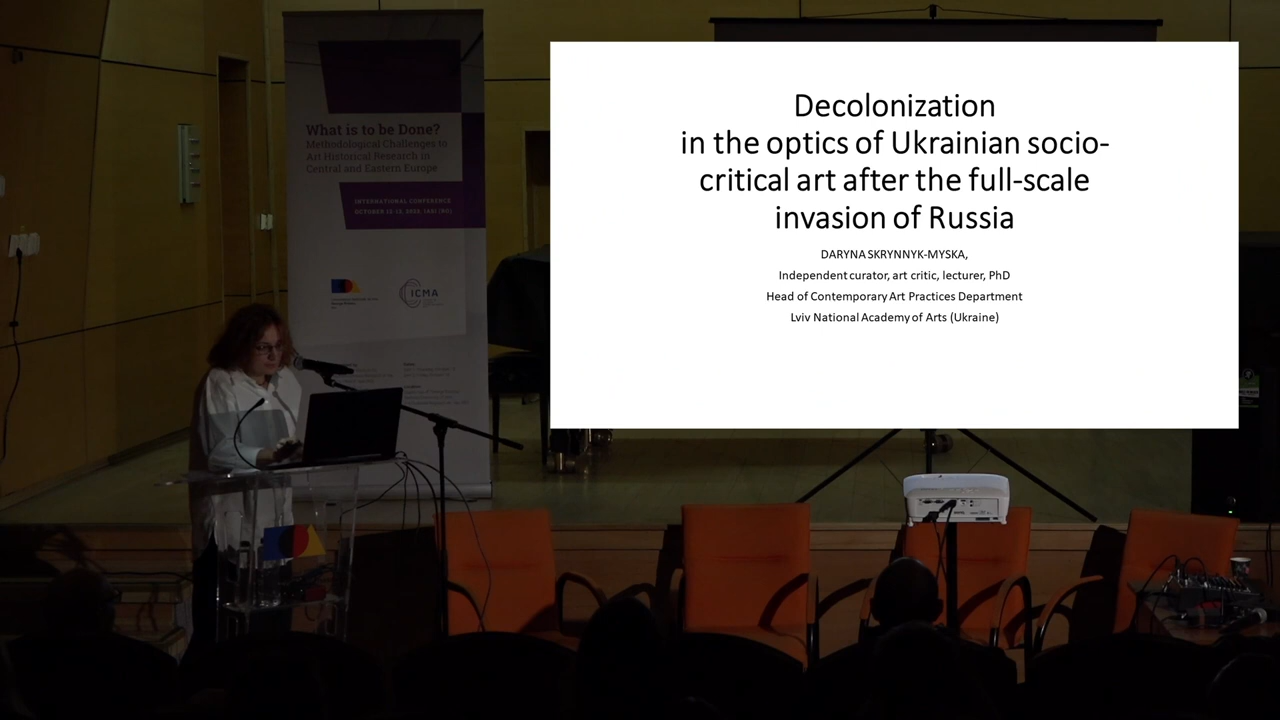 What is to be Done?
Methodological Challenges to
Art Historical Research in
Central and Eastern Europe
INTERNATIONAL CONFERENCE
ICMA
Decolonization
in the optics of Ukrainian socio-
critical art after the full-scale
invasion of Russia
DARYNA SKRYNNYK-MYSKA,
Independent curator, art critic, lecturer, PhD
Head of Contemporary Art Practices Department
Lviv National Academy of Arts (Ukraine)